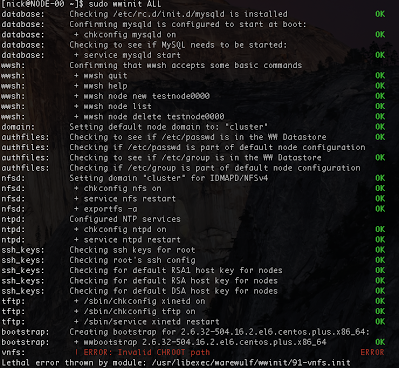 [nick@NODE-00 ~]$ sudo wwinit ALL
database: Checking /etc/rc.d/init.d/mysqld is installed OK
database: Confirming mysqld is configured to start at boot:
database: + chkconfig mysqld on OK
database: Checking to see if MySQL needs to be started:
database: + service mysqld start OK
wwsh: Confirming that wwsh accepts some basic commands
wwsh: + wwsh quit OK
wwsh: + wwsh help OK
wwsh: + wwsh node new testnode0000 OK
wwsh: + wwsh node list OK
wwsh: + wwsh node delete testnode0000 OK
domain: Setting default node domain to: "cluster" OK
authfiles: Checking to see if /etc/passwd is in the WW Datastore OK
authfiles: Checking if /etc/passwd is part of default node configuration OK
authfiles: Checking to see if /etc/group is in the WW Datastore OK
authfiles: Checking if /etc/group is part of default node configuration OK
nfsd: Setting domain "cluster" for IDMAPD/NFSv4 OK
nfsd: + chkconfig nfs on OK
nfsd: + service nfs restart OK
nfsd: + exportfs -a OK
ntpd: Configured NTP services OK
ntpd: + chkconfig ntpd on OK
ntpd: + service ntpd restart OK
ssh_keys: Checking ssh keys for root OK
ssh_keys: Checking root's ssh config OK
ssh_keys: Checking for default RSA1 host key for nodes OK
ssh_keys: Checking for default RSA host key for nodes OK
ssh_keys: Checking for default DSA host key for nodes OK
tftp: + /sbin/chkconfig xinetd on OK
tftp: + /sbin/chkconfig tftp on OK
tftp: + /sbin/service xinetd restart OK
bootstrap: Creating bootstrap for 2.6.32-504.16.2.el6.centos.plus.x86_64:
bootstrap: + wwbootstrap 2.6.32-504.16.2.el6.centos.plus.x86_64 OK
vnfs: ! ERROR: Invalid CHROOT path ERROR
Lethal error thrown by module: /usr/libexec/warewulf/wwinit/91-vnfs.init